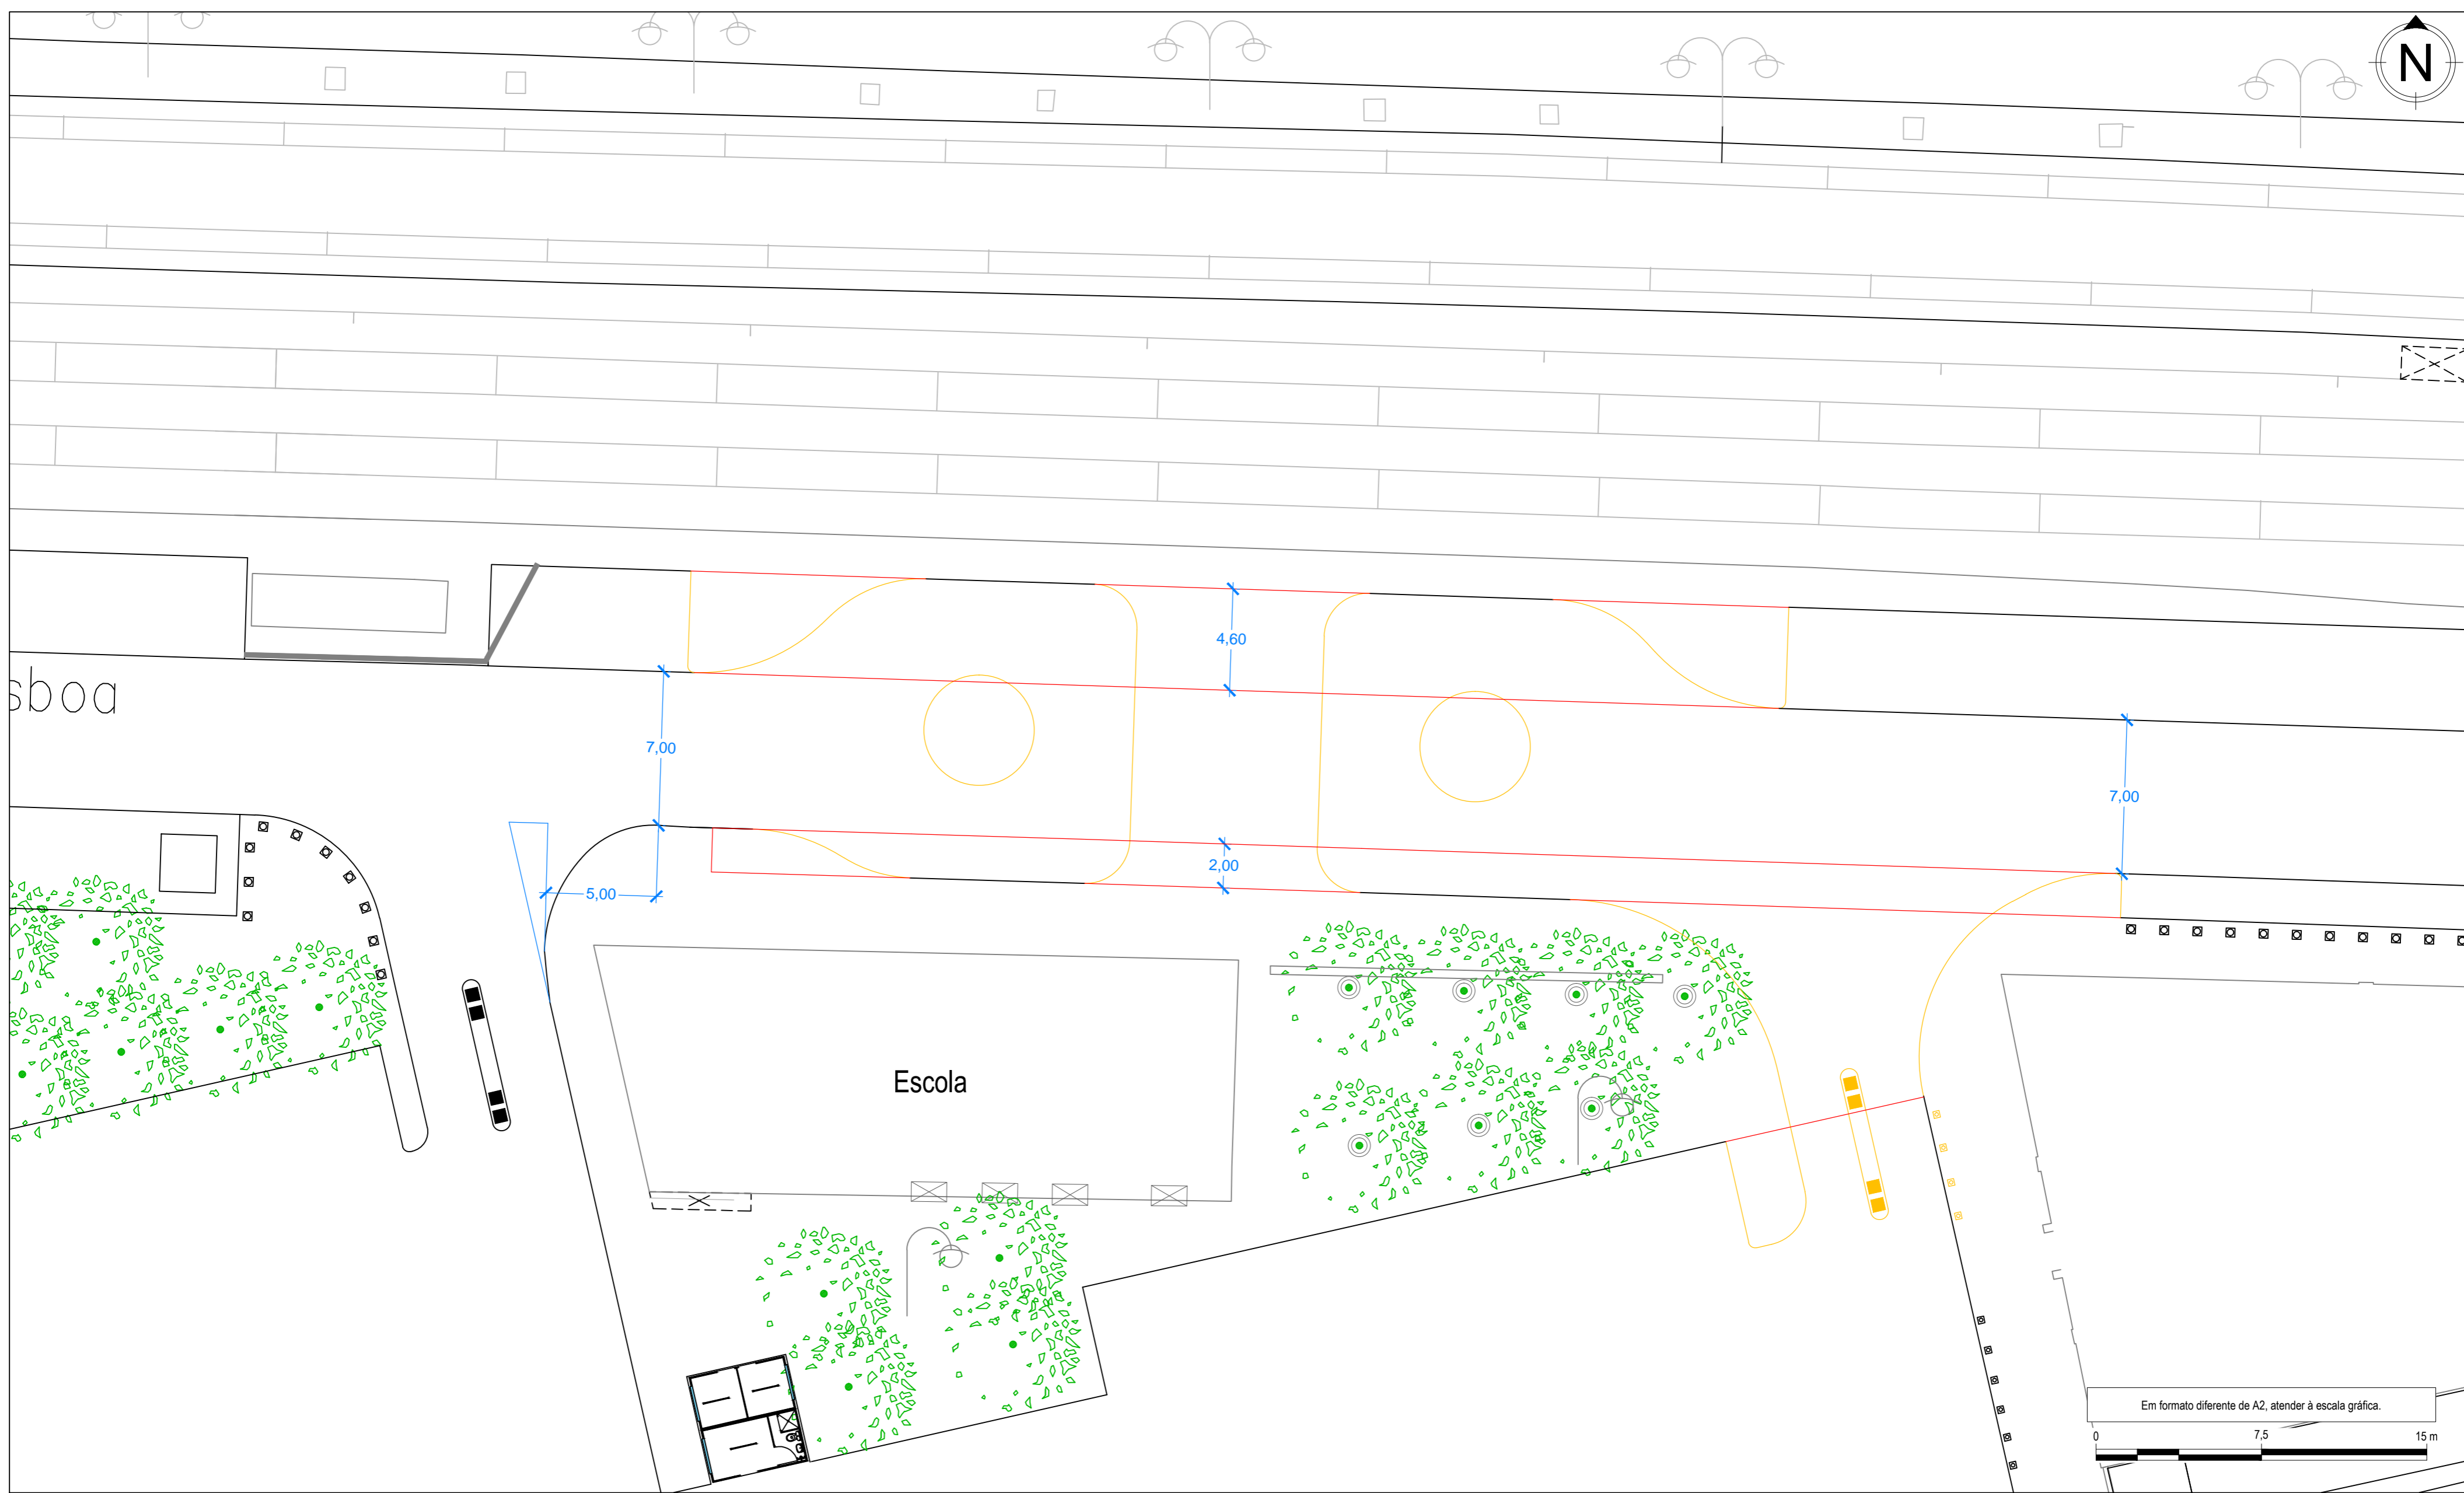 N
4,60
sboa
7,00
7,00
2,00
5,00
Escola
Em formato diferente de A2, atender à escala gráfica.
0 7,5 15 m